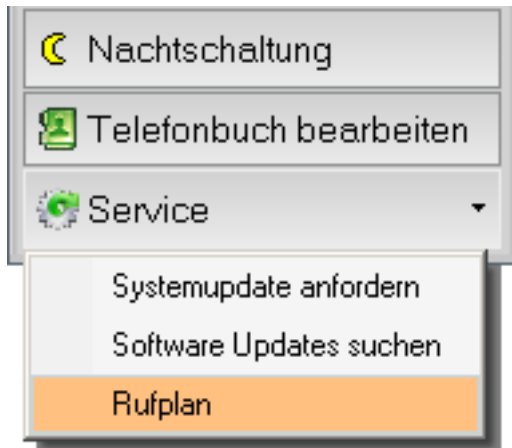 Nachtschaltung
Telefonbuch bearbeiten
Service
Systemupdate anfordern
Software Updates suchen
Rufplan